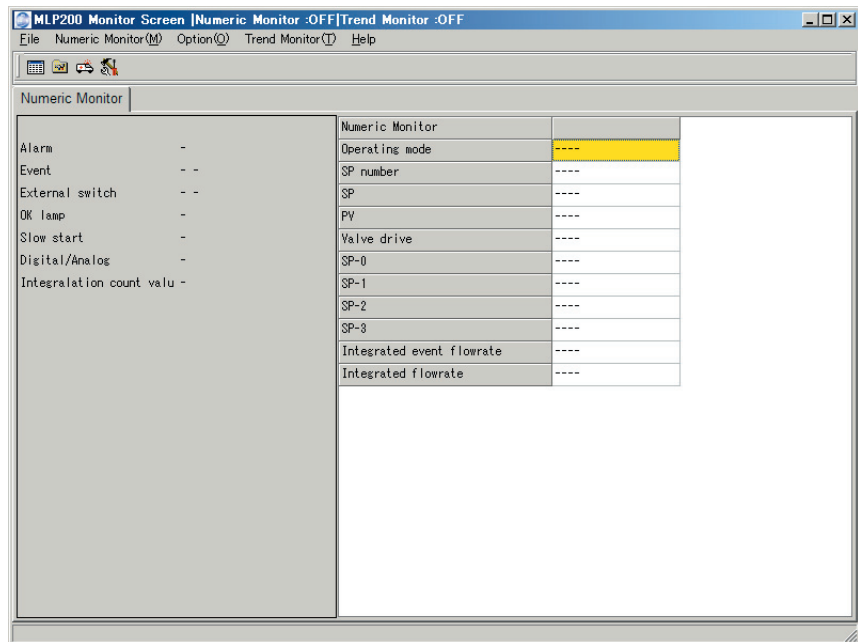 MLP200 Monitor Screen |Numeric Monitor :OFF|Trend Monitor :OFF
File Numeric Monitor(M) Option(O) Trend Monitor(T) Help
Numeric Monitor
Numeric Monitor
Alarm -
Operating mode ----
Event - -
SP number ----
External switch - -
SP ----
OK lamp -
PV ----
Slow start -
Valve drive ----
Digital/Analog -
SP-0 ----
Integralation count valu -
SP-1 ----
SP-2 ----
SP-3 ----
Integrated event flowrate ----
Integrated flowrate ----